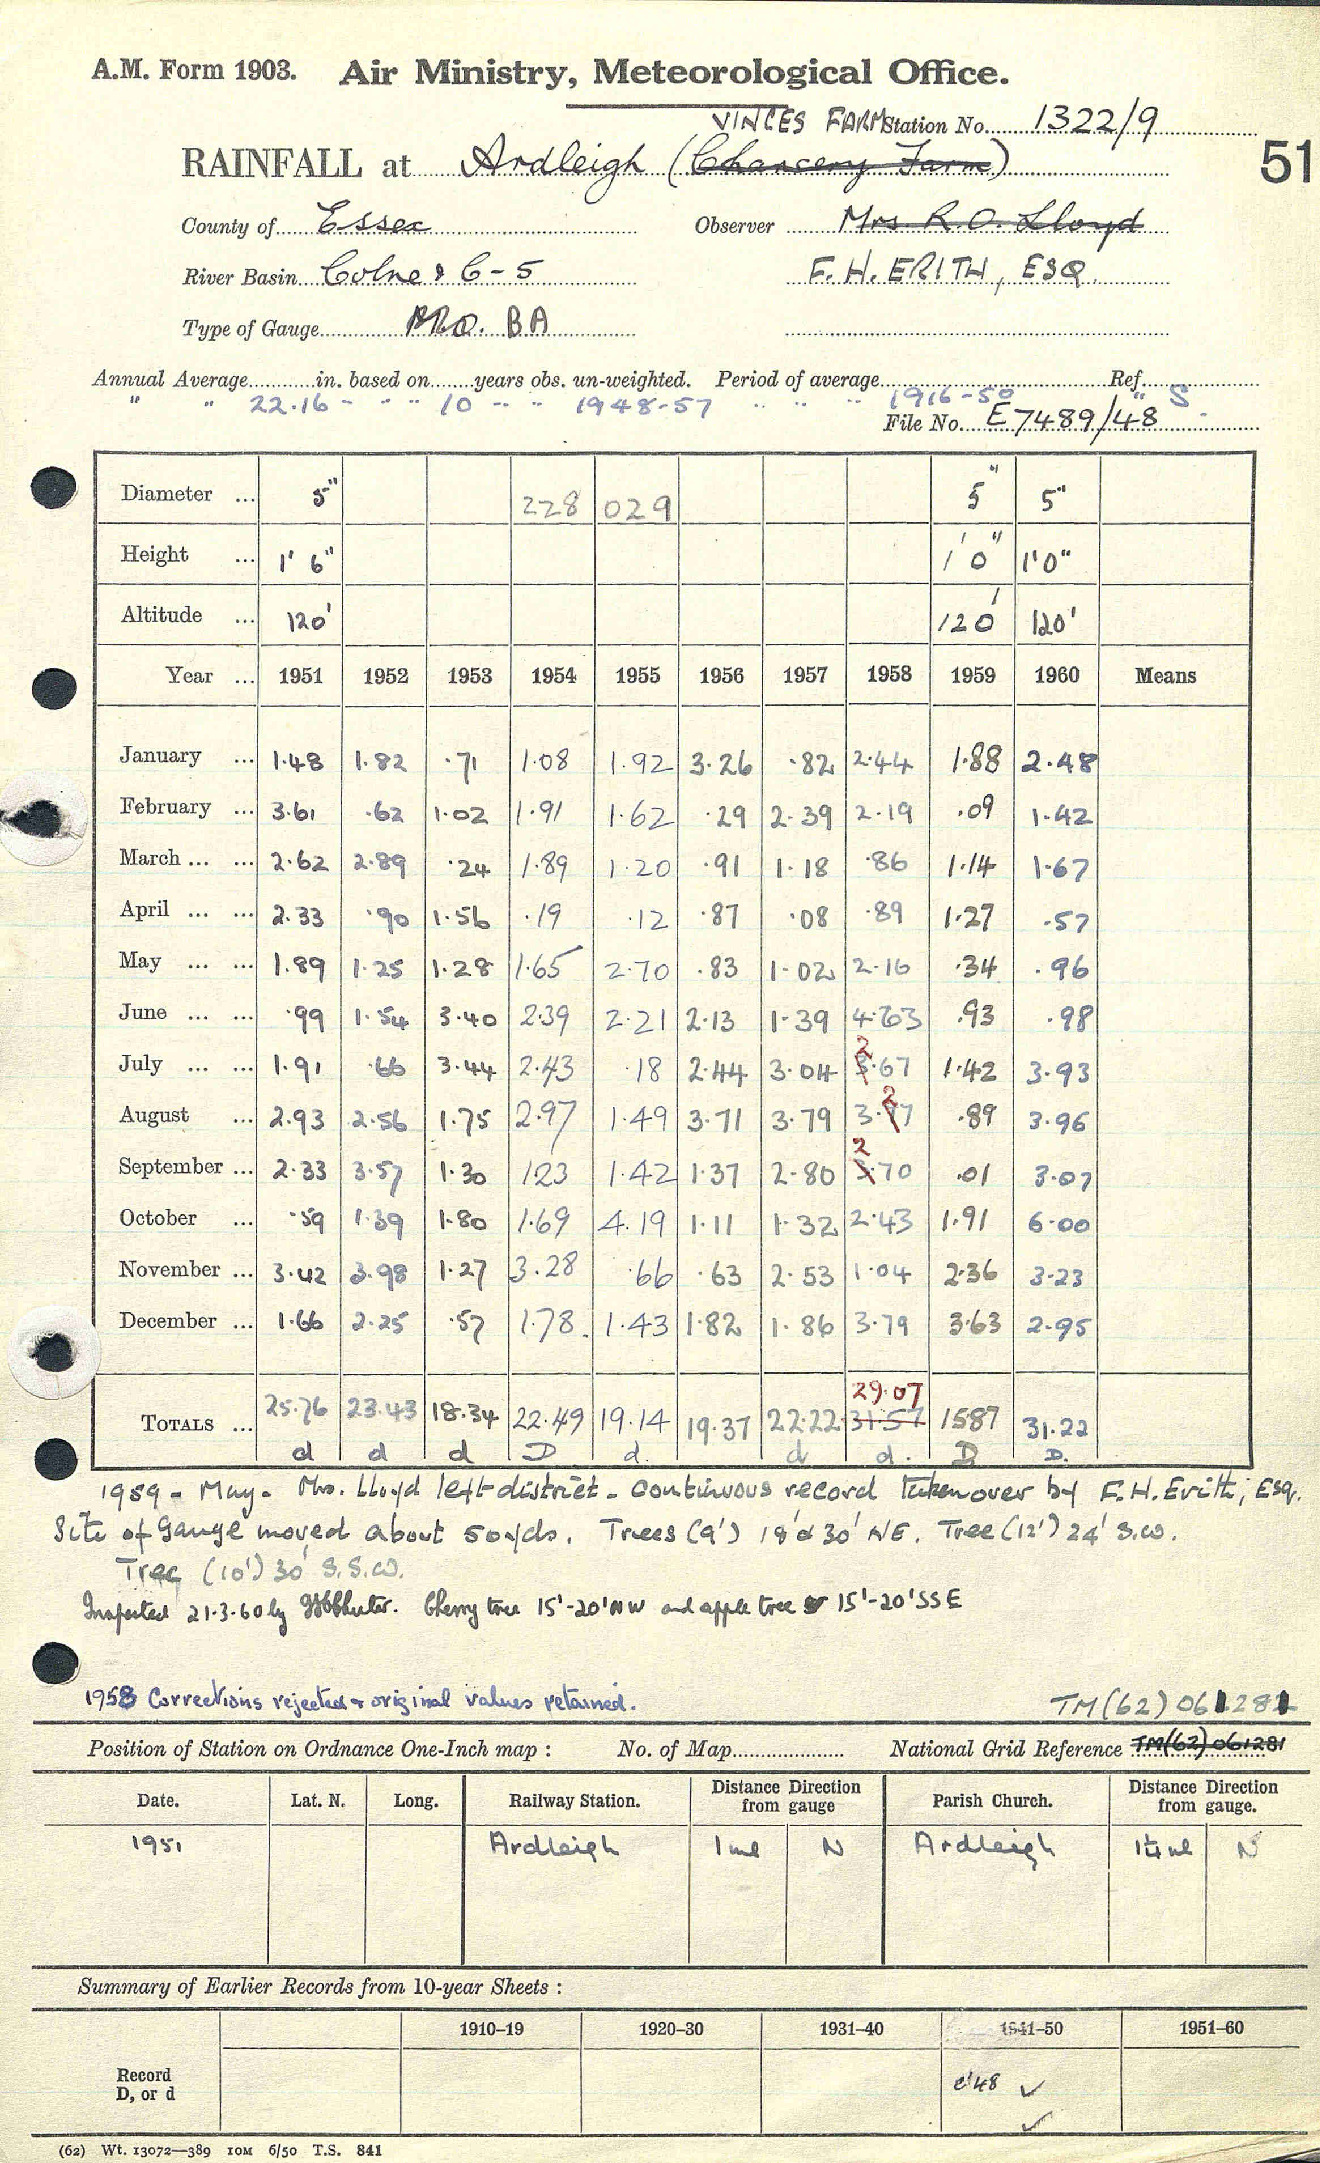 A.M. Form 1903. Air Ministry, Meteorological Office.
VINCES FARM Station No. 1322/9
RAINFALL at Ardleigh (Chancery Farm)
51
County of Essex Observer Mrs. R. O. Lloyd
River Basin Colne & C-5 F. H. ERITH, ESQ.
Type of Gauge MO. BA
Annual Average in. based on years obs. un-weighted. Period of average Ref.
" " 22.16 - - - - 10 - - - - 1948-57 - - - - - - 1916-50 " S.
File No. E7489/48
Diameter ... 5" 228 029 5" 5"
Height ... 1' 6" 1' 0" 1'0"
Altitude ... 120' 120' 120'
Year ... 1951 1952 1953 1954 1955 1956 1957 1958 1959 1960 Means
January ... 1.48 1.82 .71 1.08 1.92 3.26 .82 2.44 1.88 2.48
February ... 3.61 .62 1.02 1.91 1.62 .29 2.39 2.19 .09 1.42
March ... ... 2.62 2.89 .24 1.89 1.20 .91 1.18 .86 1.14 1.67
April ... ... 2.33 .90 1.56 .19 .12 .87 .08 .89 1.27 .57
May ... ... 1.89 1.25 1.28 1.65 2.70 .83 1.02 2.16 .34 .96
June ... ... .99 1.54 3.40 2.39 2.21 2.13 1.39 4.63 .93 .98
July ... ... 1.91 .66 3.44 2.43 .18 2.44 3.04 2 3.67 1.42 3.93
August ... 2.93 2.56 1.75 2.97 1.49 3.71 3.79 2 3.97 .89 3.96
September ... 2.33 3.57 1.30 1.23 1.42 1.37 2.80 2 3.70 .01 3.07
October ... .59 1.39 1.80 1.69 4.19 1.11 1.32 2.43 1.91 6.00
November ... 3.42 3.98 1.27 3.28 .66 .63 2.53 1.04 2.36 3.23
December ... 1.66 2.25 .57 1.78 1.43 1.82 1.86 3.79 3.63 2.95
29.07
TOTALS ... 25.76 23.43 18.34 22.49 19.14 19.37 22.22 31.57 15.87 31.22
d d d D d. d d. D D.
1959 - May - Mrs. Lloyd left district - continuous record taken over by F.H. Erith, Esq.
Site of gauge moved about 50 yds. Trees (9') 18' & 30' NE. Tree (12') 24' S.W.
Tree (10') 30' S.S.W.
Inspected 21.3.60 by Cherry tree 15'-20' NW and apple tree 15'-20' SSE
1958 Corrections rejected & original values retained.
TM(62)061281
Position of Station on Ordnance One-Inch map : No. of Map National Grid Reference TM(62)061281
Date. Lat. N. Long. Railway Station. Distance Direction from gauge Parish Church. Distance Direction from gauge.
1951 Ardleigh 1 ml N Ardleigh 1¼ ml N
Summary of Earlier Records from 10-year Sheets :
1910–19 1920–30 1931–40 1941–50 1951–60
Record D, or d d'48 ✓
✓
(62) Wt. 13072—389 10M 6/50 T.S. 841